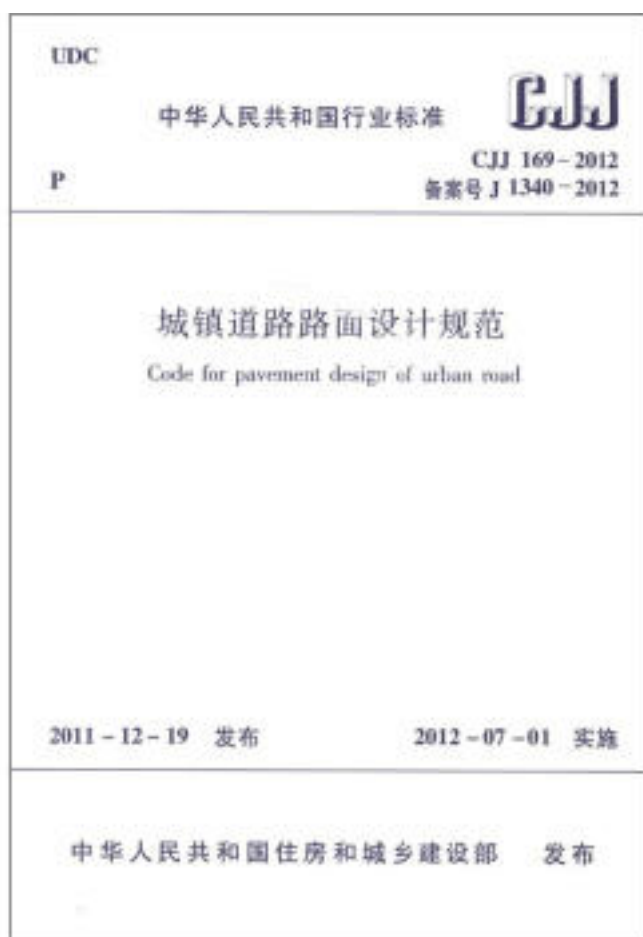 UDC
中华人民共和国行业标准
CJJ
CJJ 169-2012
P
备案号 J 1340-2012
城镇道路路面设计规范
Code for pavement design of urban road
2011-12-19 发布
2012-07-01 实施
中华人民共和国住房和城乡建设部 发布